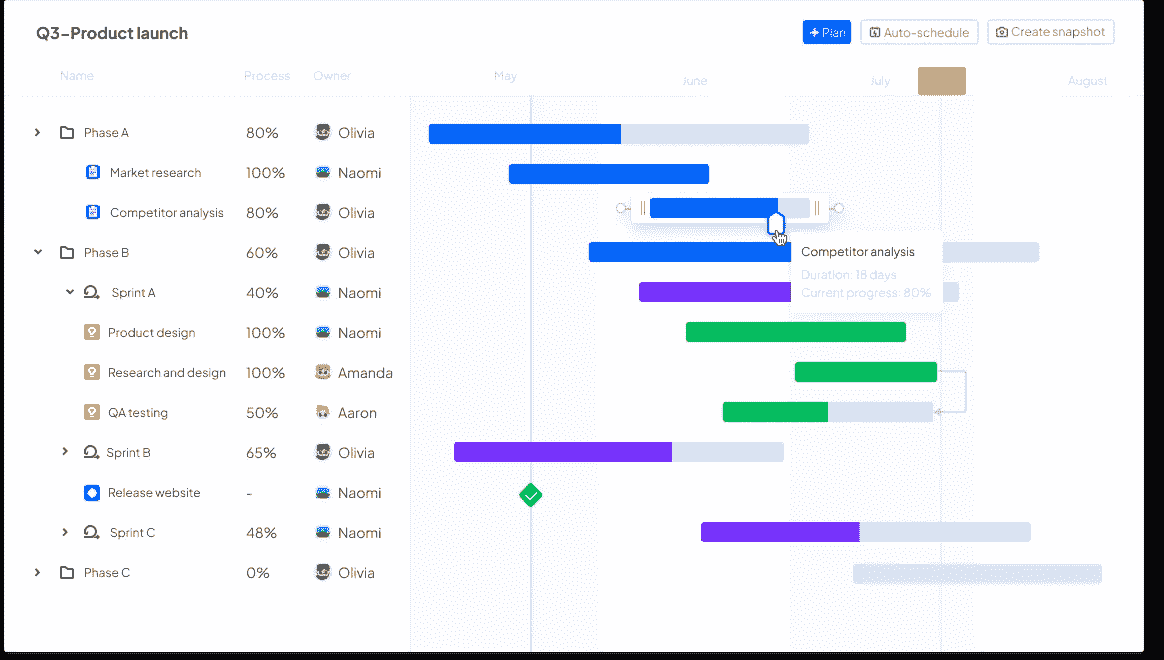 Q3-Product launch
Plan
Auto-schedule
Create snapshot
Name Process Owner May June July August
Phase A 80% Olivia
Market research 100% Naomi
Competitor analysis 80% Olivia
Phase B 60% Olivia
Competitor analysis
Duration: 18 days
Current progress: 80%
Sprint A 40% Naomi
Product design 100% Naomi
Research and design 100% Amanda
QA testing 50% Aaron
Sprint B 65% Olivia
Release website - Naomi
Sprint C 48% Naomi
Phase C 0% Olivia